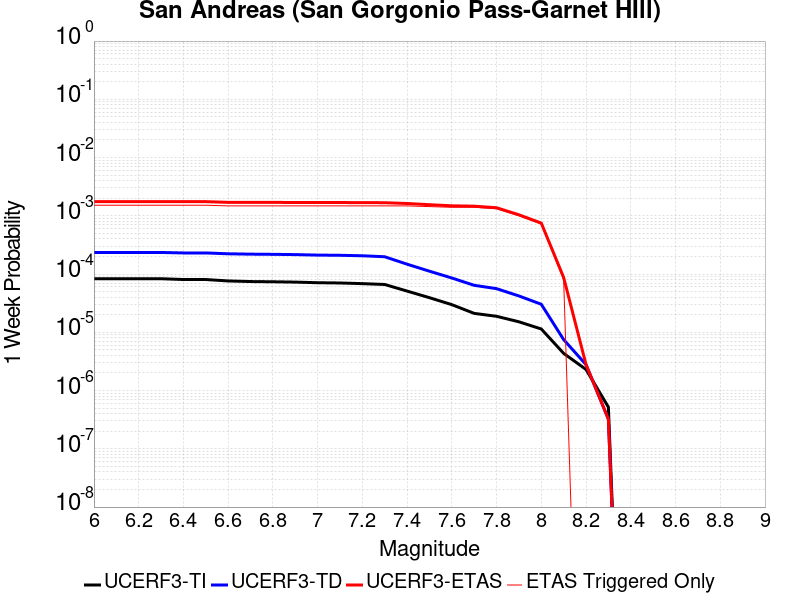 San Andreas (San Gorgonio Pass-Garnet HIll)
10^0
10^-1
10^-2
10^-3
10^-4
10^-5
10^-6
10^-7
10^-8
1 Week Probability
6 6.2 6.4 6.6 6.8 7 7.2 7.4 7.6 7.8 8 8.2 8.4 8.6 8.8 9
Magnitude
UCERF3-TI UCERF3-TD UCERF3-ETAS ETAS Triggered Only